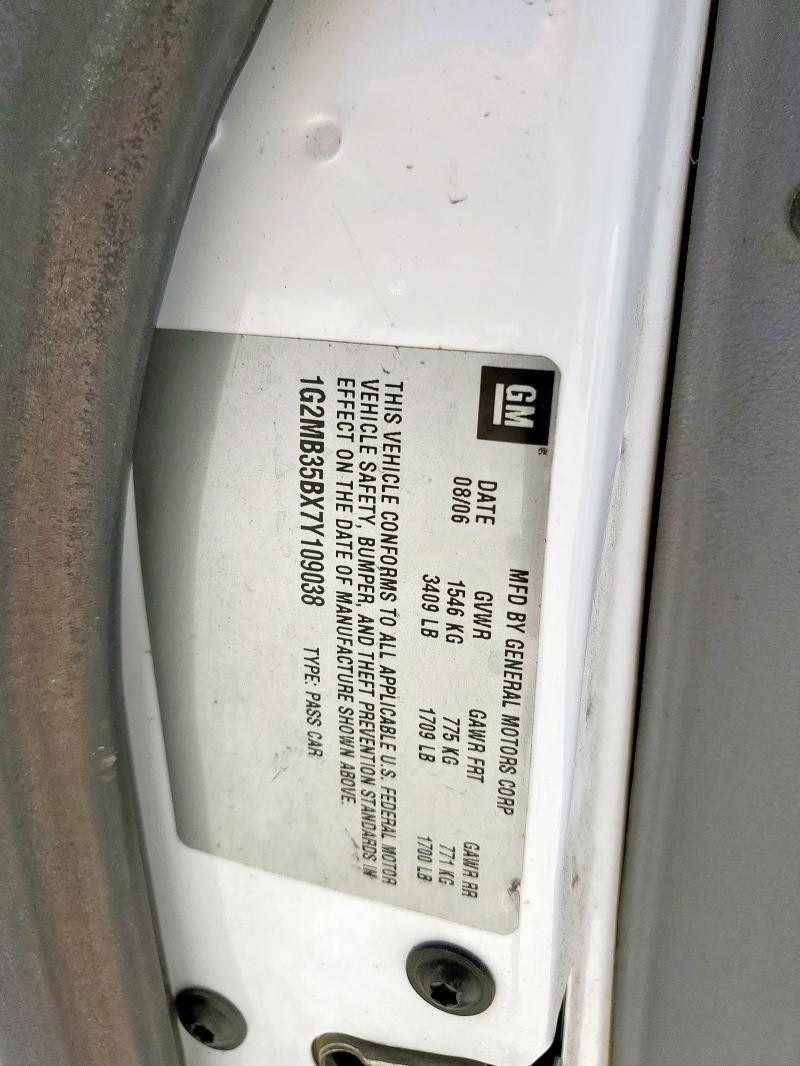 GM
MFD BY GENERAL MOTORS CORP
DATE GVWR GAWR FRT GAWR RR
08/06 1546 KG 775 KG 771 KG
3409 LB 1709 LB 1700 LB
THIS VEHICLE CONFORMS TO ALL APPLICABLE U.S. FEDERAL MOTOR
VEHICLE SAFETY, BUMPER, AND THEFT PREVENTION STANDARDS IN
EFFECT ON THE DATE OF MANUFACTURE SHOWN ABOVE.
1G2MB35BX7Y109038 TYPE: PASS CAR